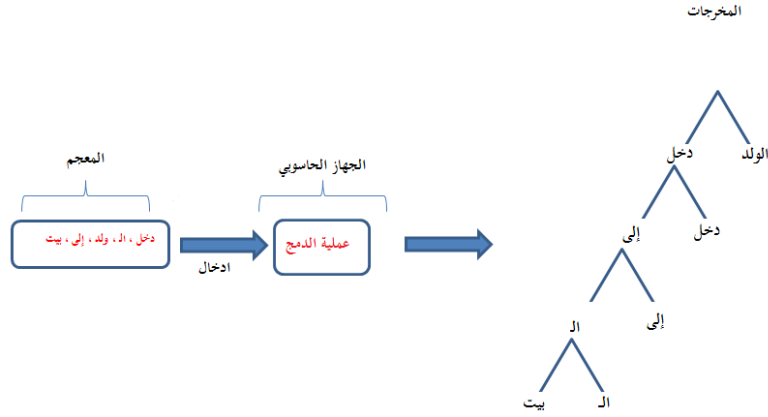 المخرجات
الولد
دخل
الجهاز الحاسوبي
المعجم
دخل
إلى
عملية الدمج
دخل ، الـ ، ولد ، إلى ، بيت
ادخال
إلى
الـ
الـ
بيت